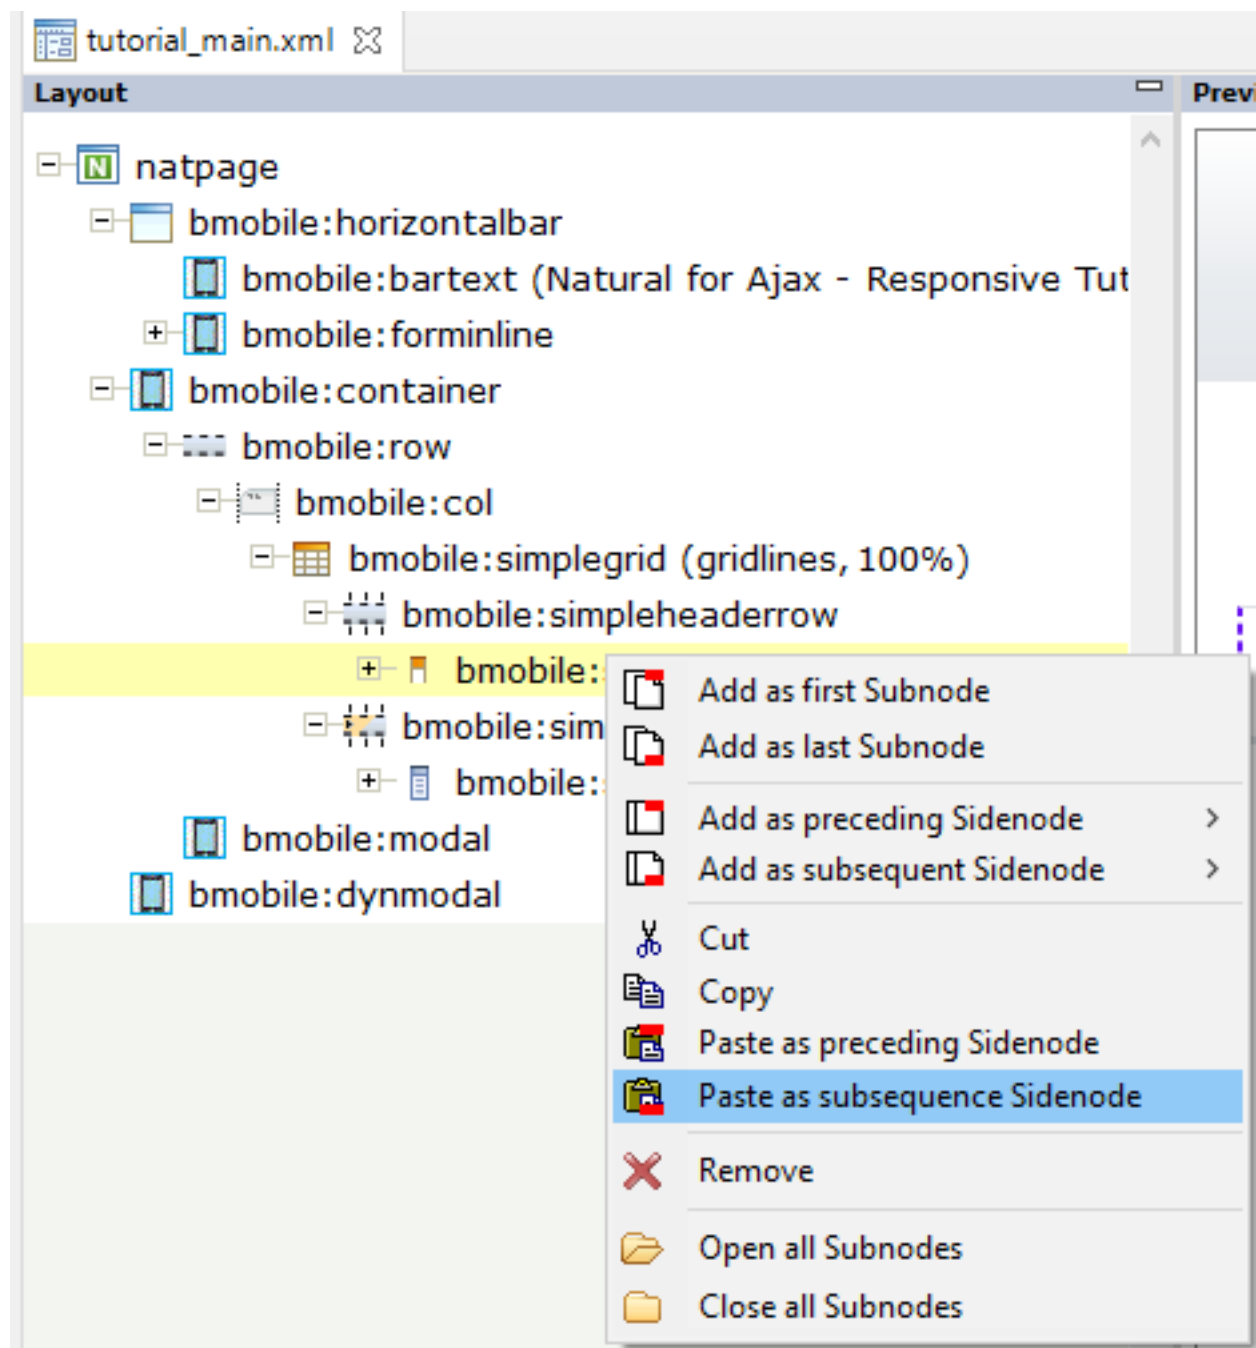 tutorial_main.xml
Layout
Previ
natpage
bmobile:horizontalbar
bmobile:bartext (Natural for Ajax - Responsive Tut
bmobile:forminline
bmobile:container
bmobile:row
bmobile:col
bmobile:simplegrid (gridlines, 100%)
bmobile:simpleheaderrow
bmobile:
bmobile:sim
bmobile:
bmobile:modal
bmobile:dynmodal
Add as first Subnode
Add as last Subnode
Add as preceding Sidenode
Add as subsequent Sidenode
Cut
Copy
Paste as preceding Sidenode
Paste as subsequence Sidenode
Remove
Open all Subnodes
Close all Subnodes